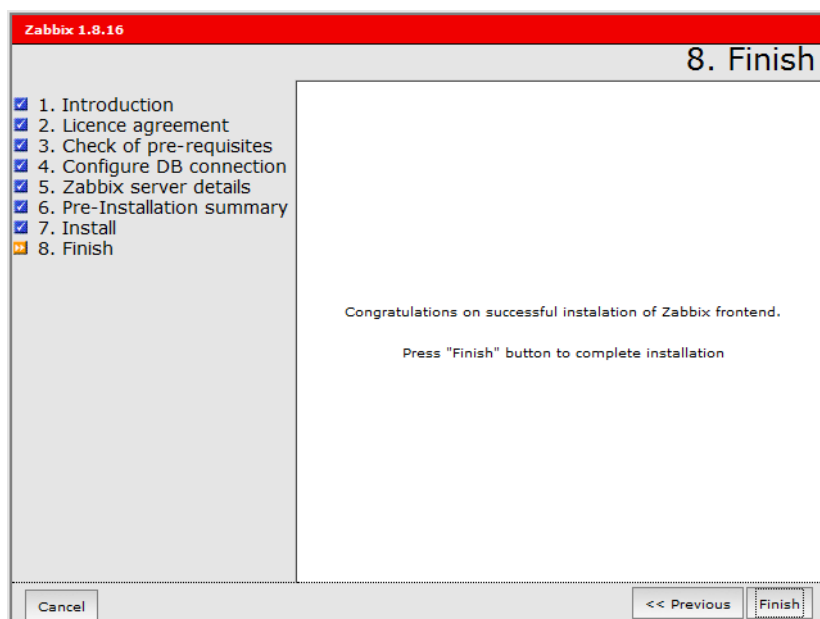 Zabbix 1.8.16
8. Finish
1. Introduction
2. Licence agreement
3. Check of pre-requisites
4. Configure DB connection
5. Zabbix server details
6. Pre-Installation summary
7. Install
8. Finish
Congratulations on successful instalation of Zabbix frontend.
Press "Finish" button to complete installation
Cancel
<< Previous
Finish